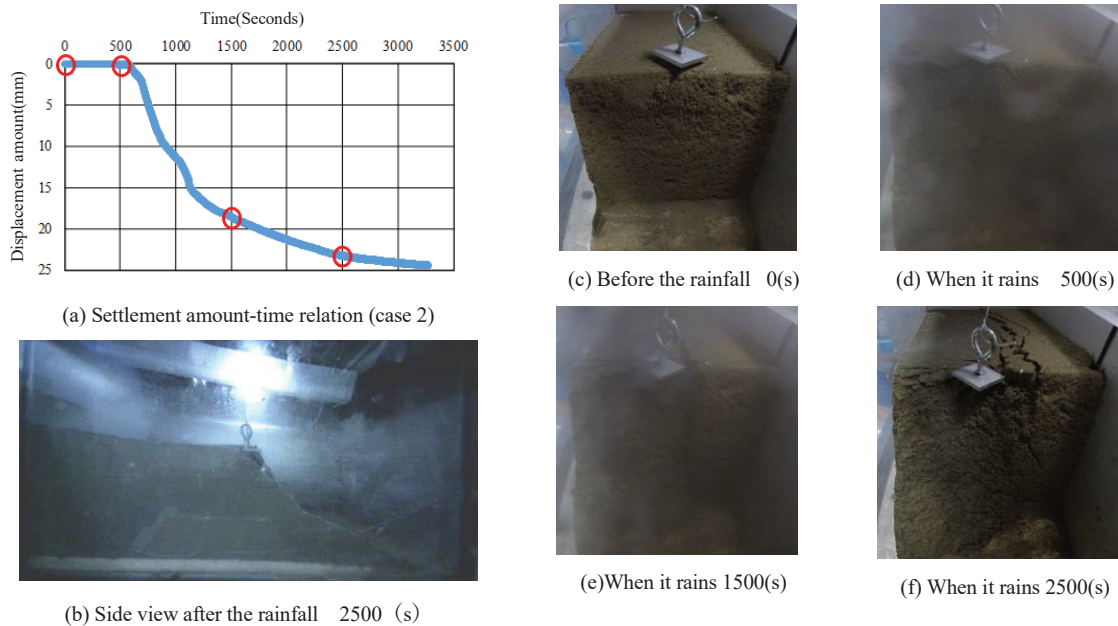 Time(Seconds)
0 500 1000 1500 2000 2500 3000 3500
Displacement amount(mm)
0
5
10
15
20
25
(a) Settlement amount-time relation (case 2)
(b) Side view after the rainfall 2500 （s）
(c) Before the rainfall 0(s)
(d) When it rains 500(s)
(e)When it rains 1500(s)
(f) When it rains 2500(s)